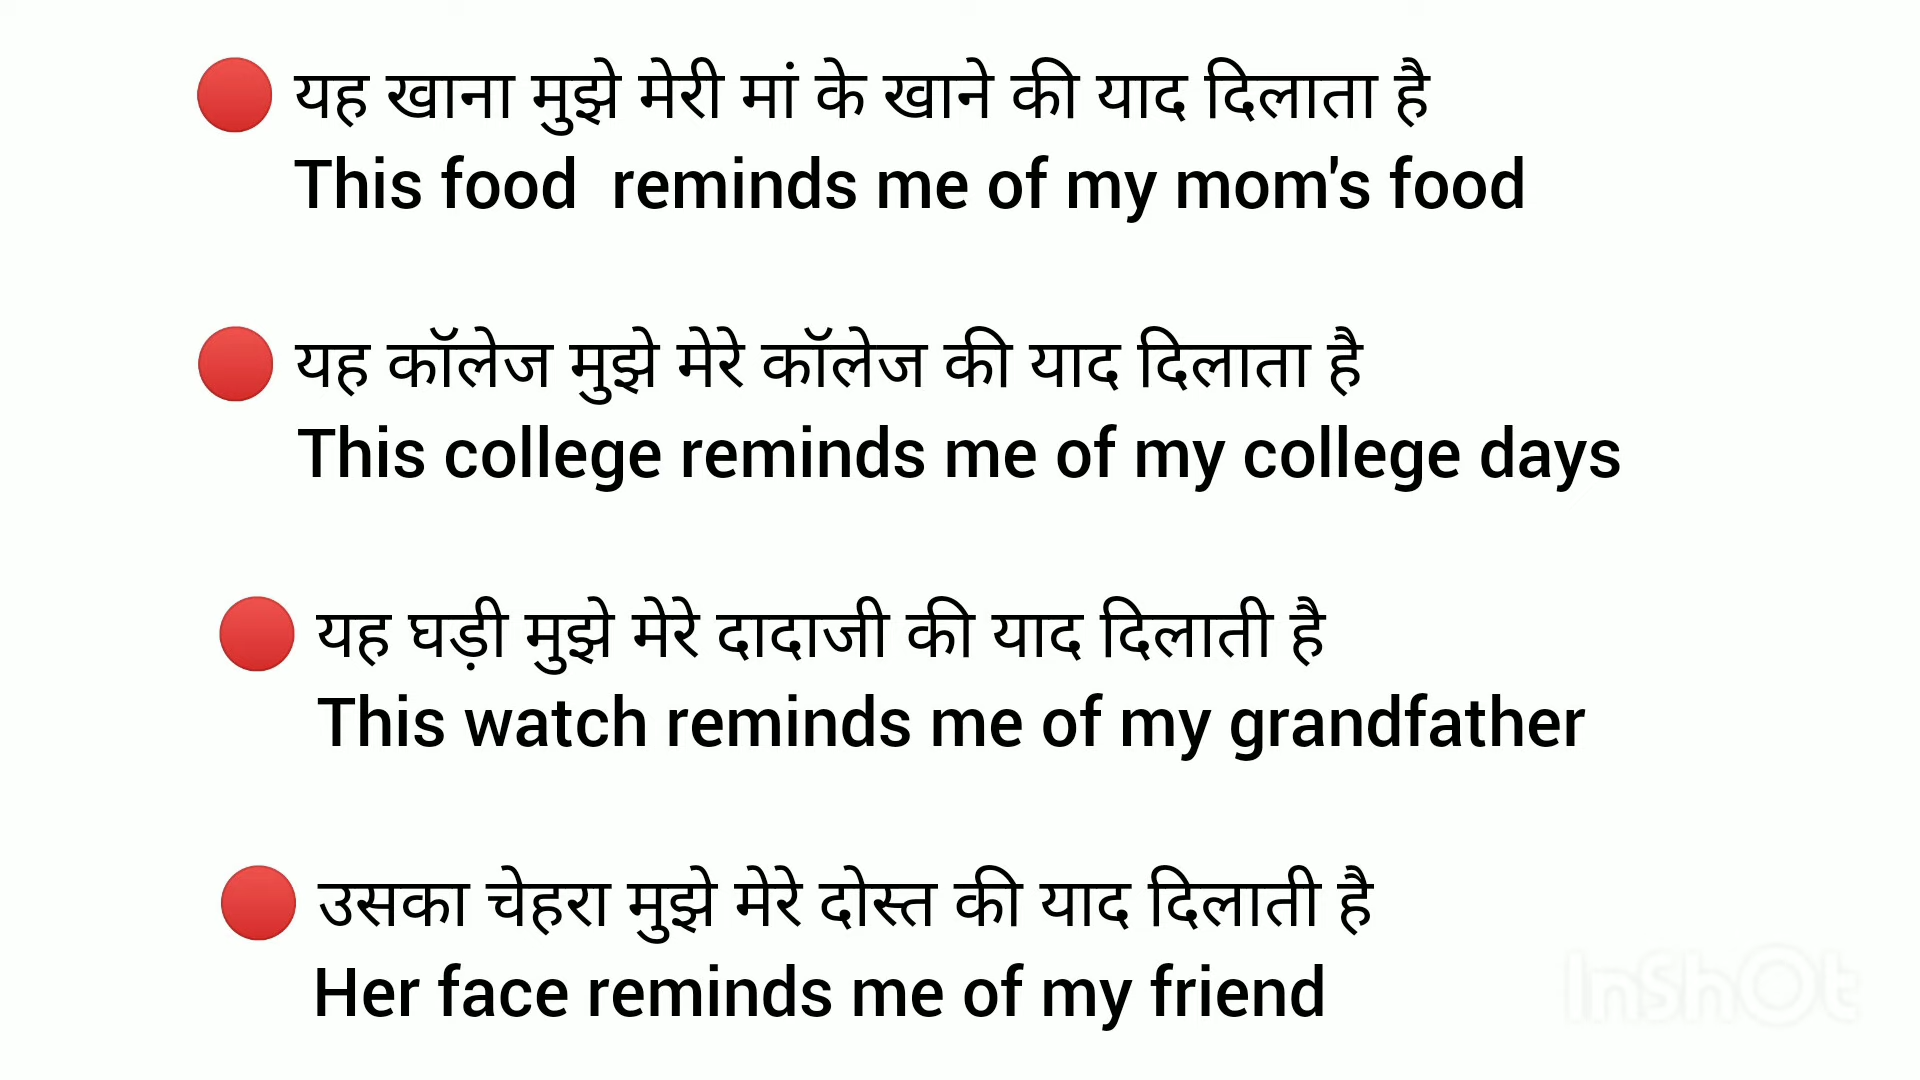 यह खाना मुझे मेरी मां के खाने की याद दिलाता है
This food  reminds me of my mom's food
यह कॉलेज मुझे मेरे कॉलेज की याद दिलाता है
This college reminds me of my college days
यह घड़ी मुझे मेरे दादाजी की याद दिलाती है
This watch reminds me of my grandfather
उसका चेहरा मुझे मेरे दोस्त की याद दिलाती है
Her face reminds me of my friend
InShOt